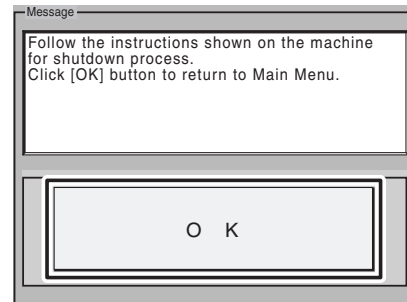 Message
Follow the instructions shown on the machine
for shutdown process.
Click [OK] button to return to Main Menu.
O K